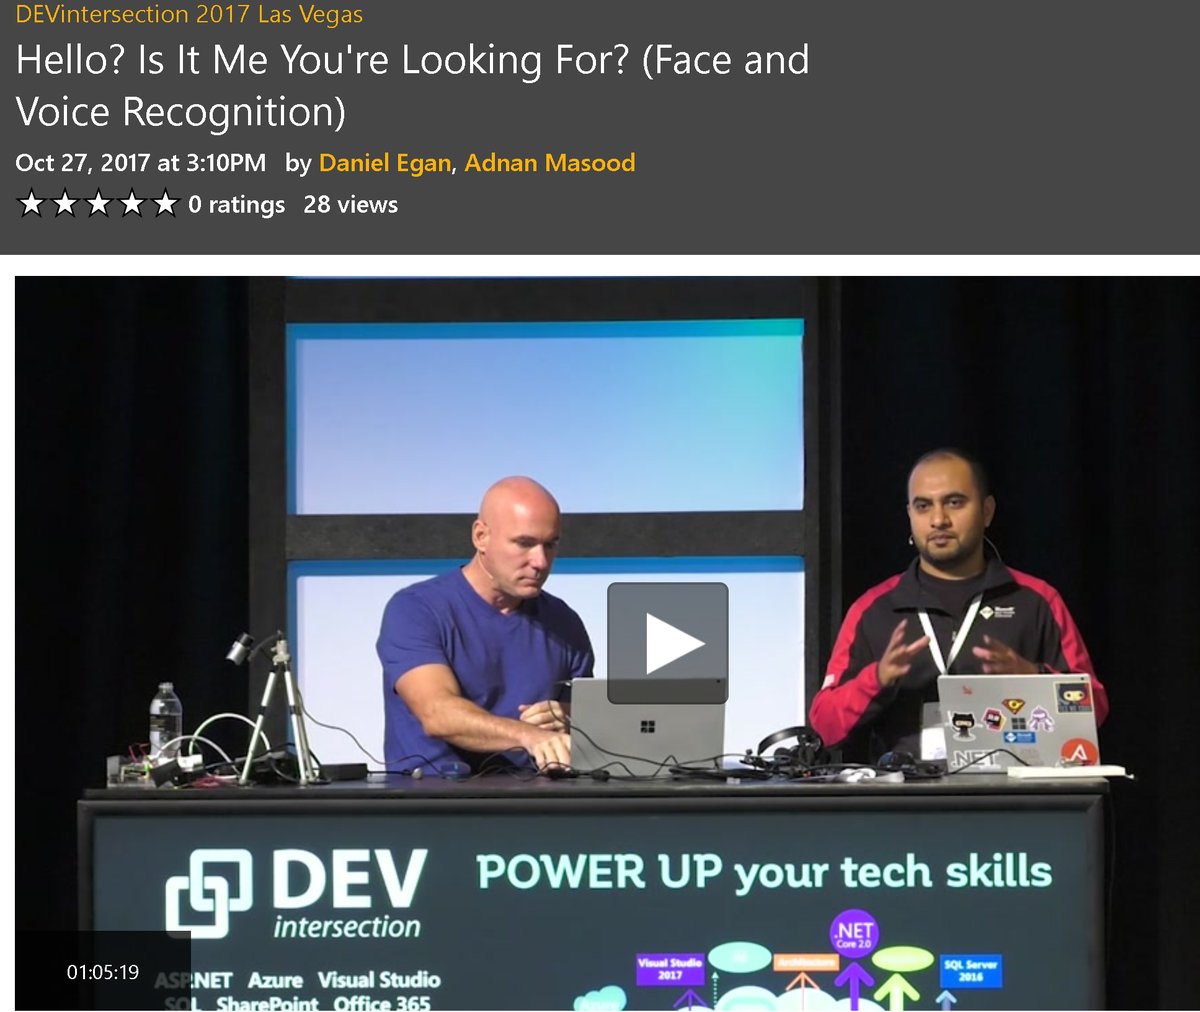 DEVintersection 2017 Las Vegas
Hello? Is It Me You're Looking For? (Face and
Voice Recognition)
Oct 27, 2017 at 3:10PM by Daniel Egan, Adnan Masood
0 ratings 28 views
.NET
DEV
intersection
POWER UP your tech skills
.NET
Core 2.0
Visual Studio
2017
Architecture
SQL Server
2016
01:05:19
ASP.NET Azure Visual Studio
SQL SharePoint Office 365